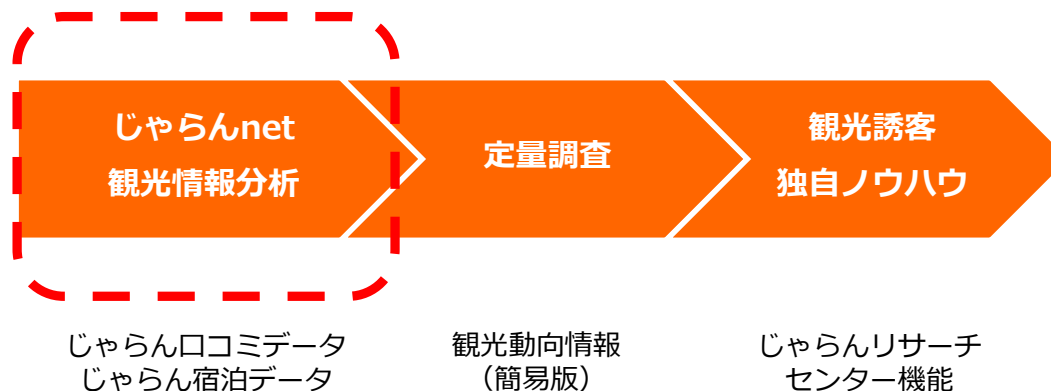 じゃらんnet
観光情報分析
定量調査
観光誘客
独自ノウハウ
じゃらん口コミデータ
じゃらん宿泊データ
観光動向情報
（簡易版）
じゃらんリサーチ
センター機能